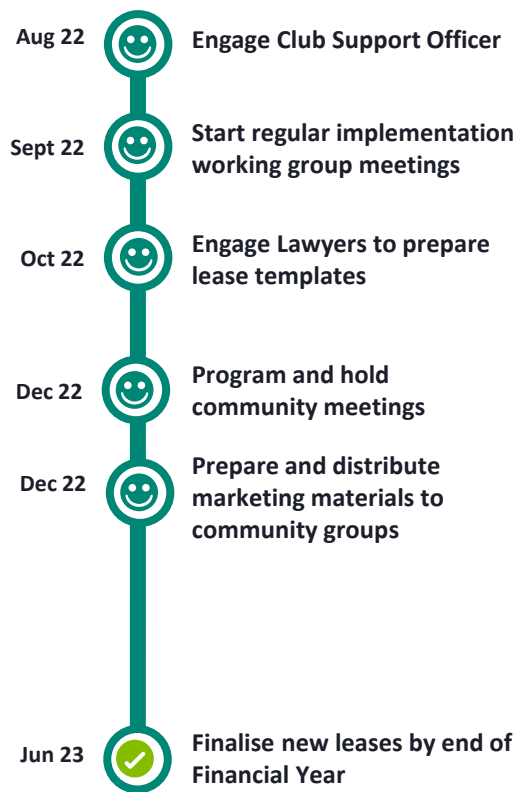 Aug 22
Engage Club Support Officer
Sept 22
Start regular implementation
working group meetings
Oct 22
Engage Lawyers to prepare
lease templates
Dec 22
Program and hold
community meetings
Dec 22
Prepare and distribute
marketing materials to
community groups
Jun 23
Finalise new leases by end of
Financial Year